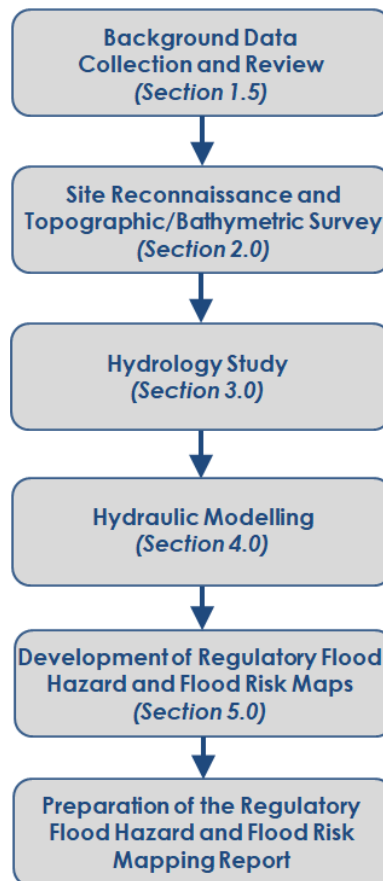 Background Data
Collection and Review
(Section 1.5)
Site Reconnaissance and
Topographic/Bathymetric Survey
(Section 2.0)
Hydrology Study
(Section 3.0)
Hydraulic Modelling
(Section 4.0)
Development of Regulatory Flood
Hazard and Flood Risk Maps
(Section 5.0)
Preparation of the Regulatory
Flood Hazard and Flood Risk
Mapping Report